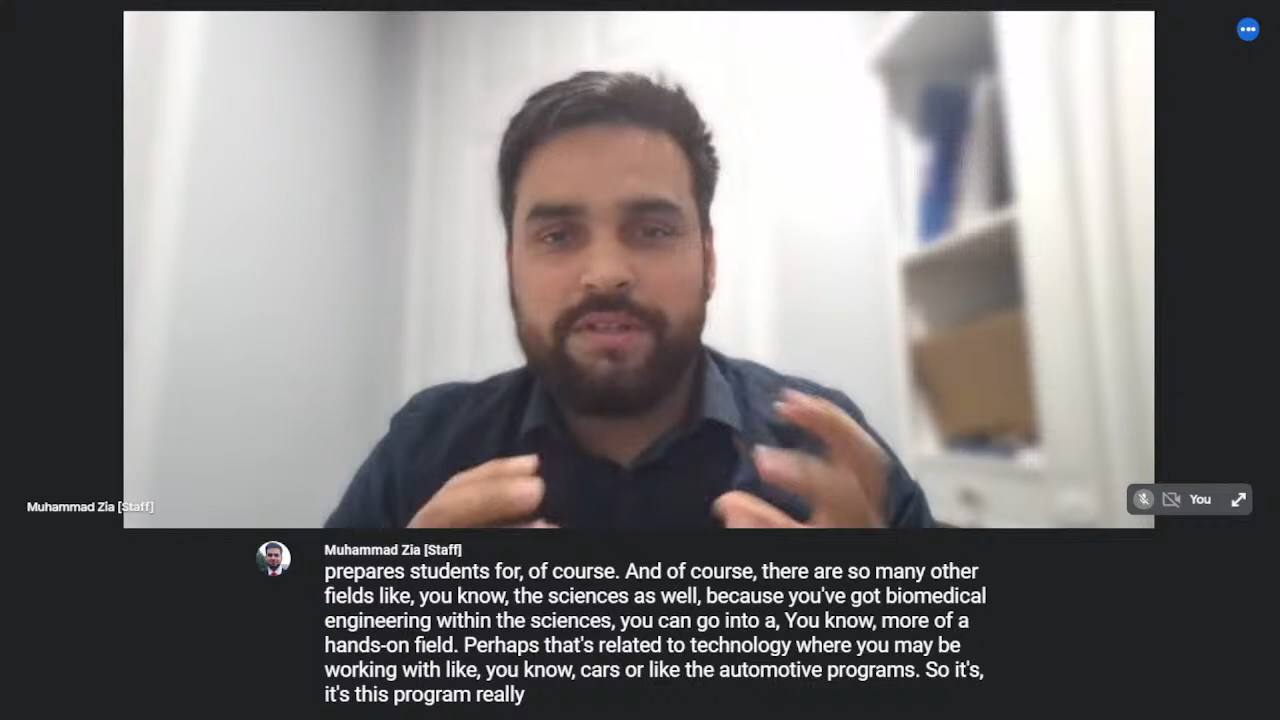 Muhammad Zia [Staff]
You
Muhammad Zia [Staff]
prepares students for, of course. And of course, there are so many other
fields like, you know, the sciences as well, because you've got biomedical
engineering within the sciences, you can go into a, You know, more of a
hands-on field. Perhaps that's related to technology where you may be
working with like, you know, cars or like the automotive programs. So it's,
it's this program really